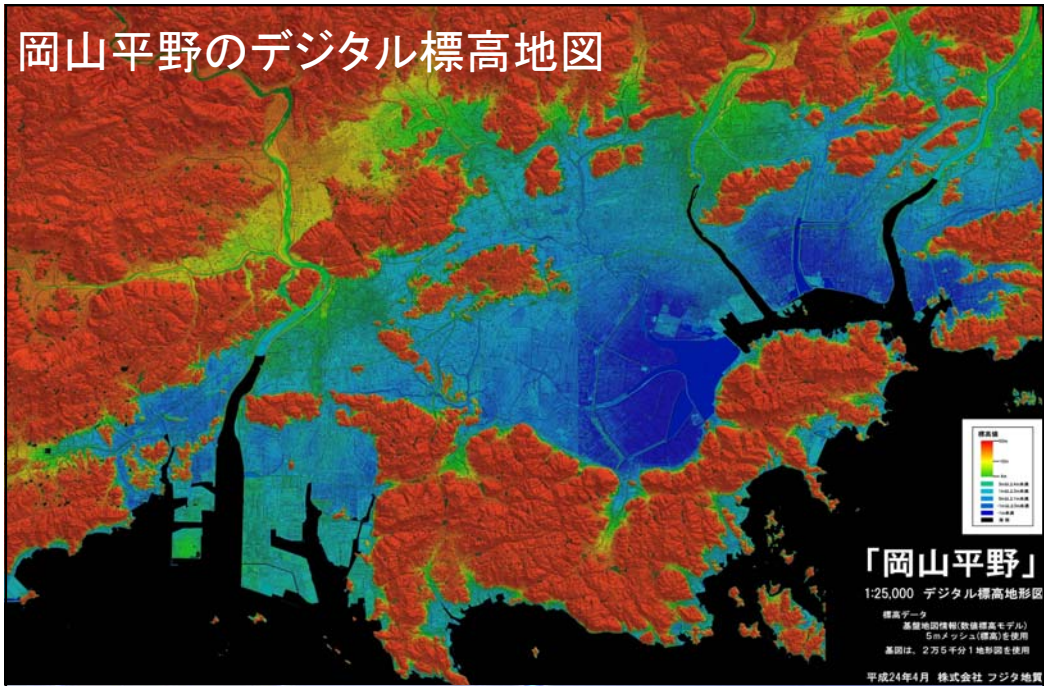 岡山平野のデジタル標高地図
標高値
「岡山平野」
1:25,000 デジタル標高地形図
標高データ
基盤地図情報(数値標高モデル)
5mメッシュ(標高)を使用
基図は、2万5千分1地形図を使用
平成24年4月 株式会社 フジタ地質